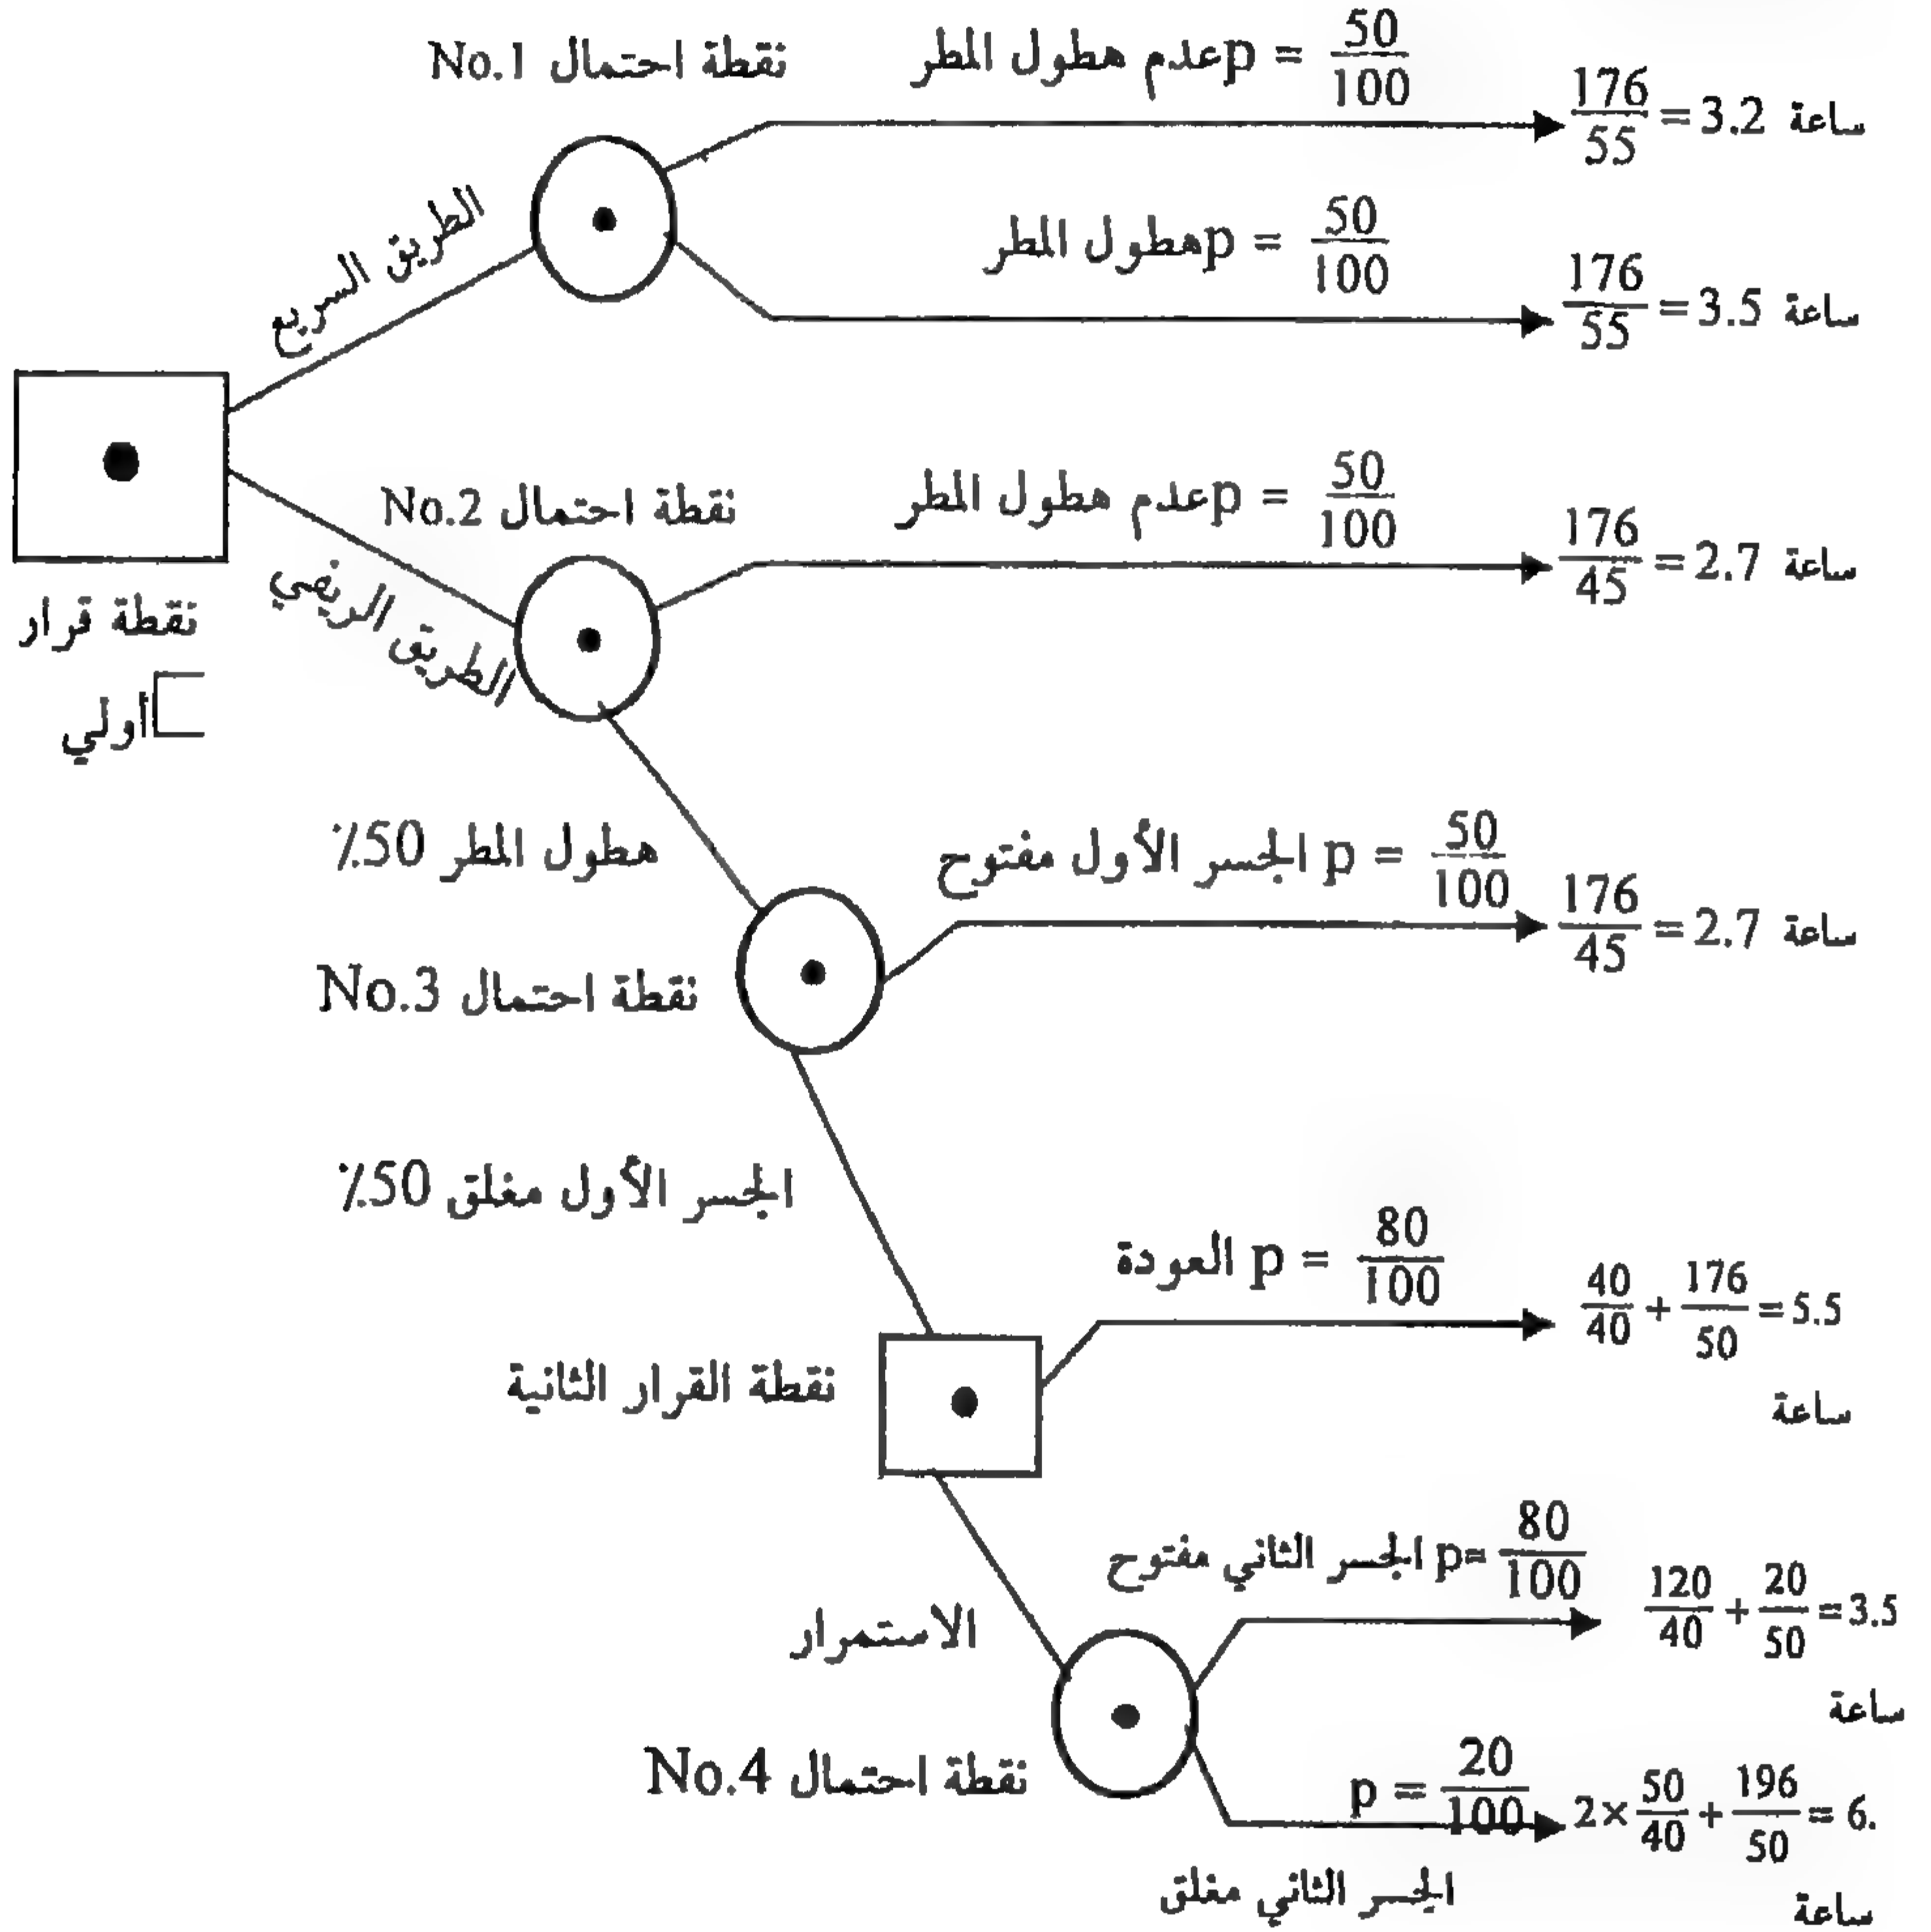 نقطة احتمال No.1
عدم هطول المطر p = 50/100
176/55 = 3.2 ساعة
الطريق السريع
هطول المطر p = 50/100
176/55 = 3.5 ساعة
نقطة قرار
أولي
نقطة احتمال No.2
عدم هطول المطر p = 50/100
176/45 = 2.7 ساعة
الطريق الريفي
هطول المطر 50٪
الجسر الأول مفتوح p = 50/100
176/45 = 2.7 ساعة
نقطة احتمال No.3
الجسر الأول مغلق 50٪
العودة p = 80/100
40/40 + 176/50 = 5.5
ساعة
نقطة القرار الثانية
الجسر الثاني مفتوح p= 80/100
120/40 + 20/50 = 3.5
ساعة
الاستمرار
نقطة احتمال No.4
p = 20/100
2× 50/40 + 196/50 = 6.
الجسر الثاني مغلق
ساعة